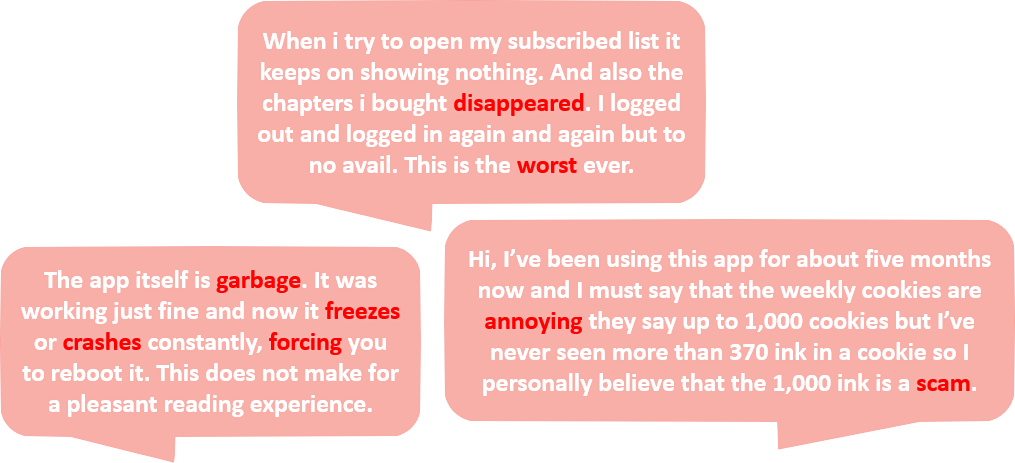 When i try to open my subscribed list it
keeps on showing nothing. And also the
chapters i bought disappeared. I logged
out and logged in again and again but to
no avail. This is the worst ever.
The app itself is garbage. It was
working just fine and now it freezes
or crashes constantly, forcing you
to reboot it. This does not make for
a pleasant reading experience.
Hi, I’ve been using this app for about five months
now and I must say that the weekly cookies are
annoying they say up to 1,000 cookies but I’ve
never seen more than 370 ink in a cookie so I
personally believe that the 1,000 ink is a scam.